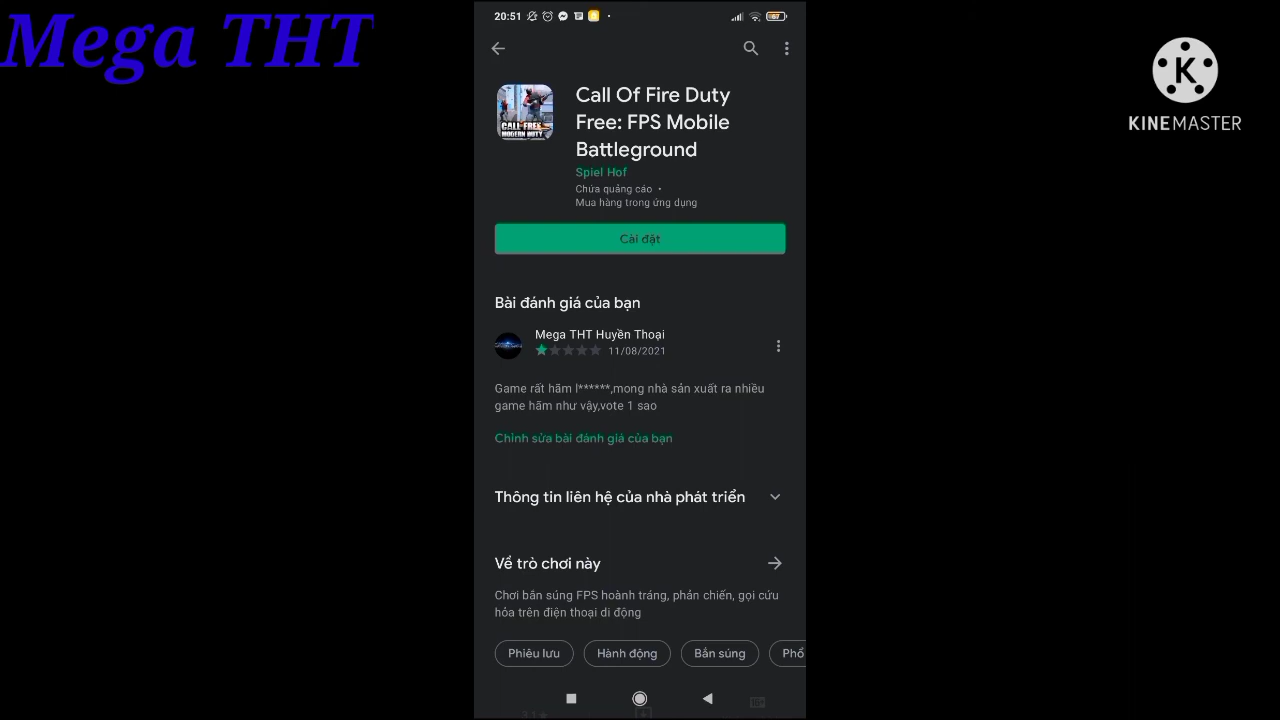 Mega THT
20:51
67
KINEMASTER
Call Of Fire Duty
Free: FPS Mobile
Battleground
CALL FREE
MODERN DUTY
Spiel Hof
Chứa quảng cáo •
Mua hàng trong ứng dụng
Cài đặt
Bài đánh giá của bạn
Mega THT Huyền Thoại
11/08/2021
Game rất hãm l******,mong nhà sản xuất ra nhiều
game hãm như vậy,vote 1 sao
Chỉnh sửa bài đánh giá của bạn
Thông tin liên hệ của nhà phát triển
Về trò chơi này
Chơi bắn súng FPS hoành tráng, phản chiến, gọi cứu
hỏa trên điện thoại di động
Phiêu lưu
Hành động
Bắn súng
Phổ